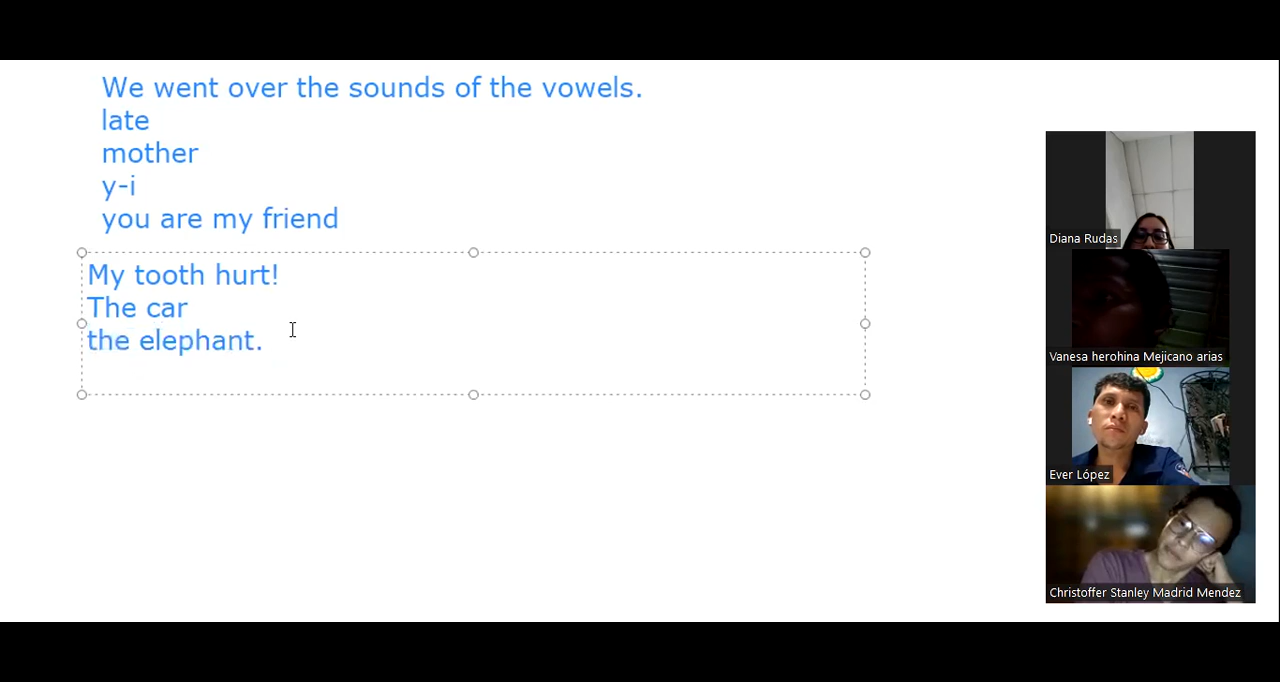 We went over the sounds of the vowels.
late
mother
y-i
you are my friend
My tooth hurt!
The car
the elephant.
Diana Rudas
Vanesa herohina Mejicano arias
Ever López
Christoffer Stanley Madrid Mendez